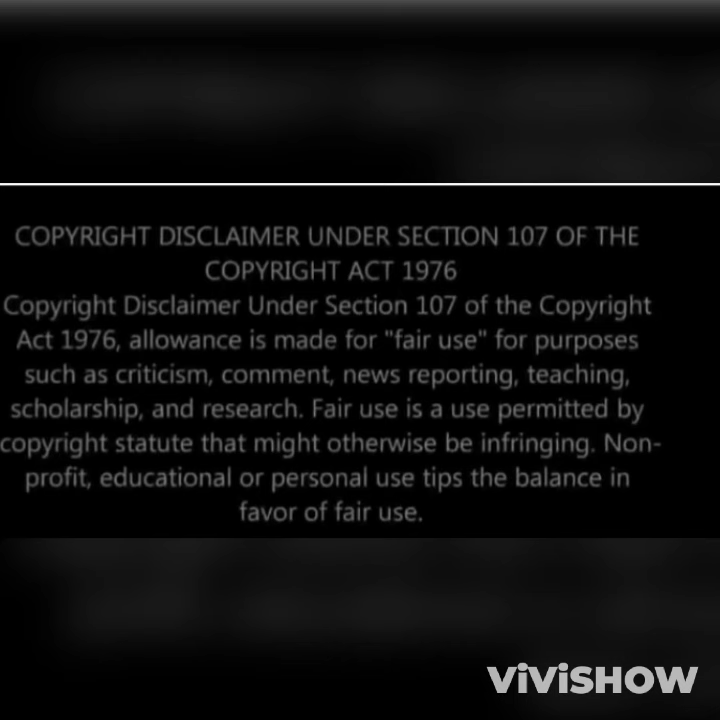 COPYRIGHT DISCLAIMER UNDER SECTION 107 OF THE
COPYRIGHT ACT 1976
Copyright Disclaimer Under Section 107 of the Copyright
Act 1976, allowance is made for "fair use" for purposes
such as criticism, comment, news reporting, teaching,
scholarship, and research. Fair use is a use permitted by
copyright statute that might otherwise be infringing. Non-
profit, educational or personal use tips the balance in
favor of fair use.
ViViSHOW